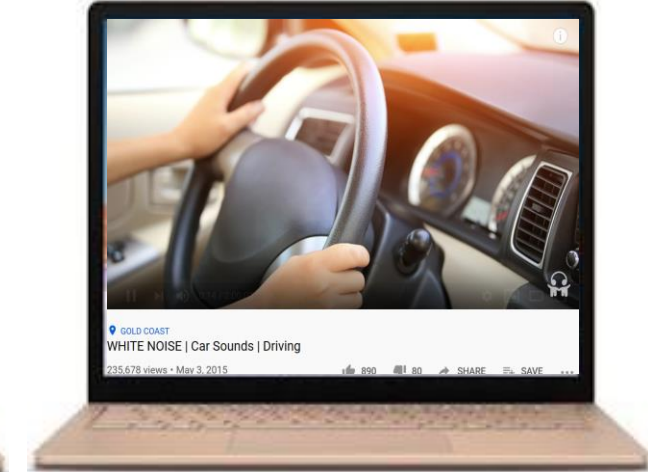 GOLD COAST
WHITE NOISE | Car Sounds | Driving
235,678 views • May 3, 2015 890 80 SHARE SAVE